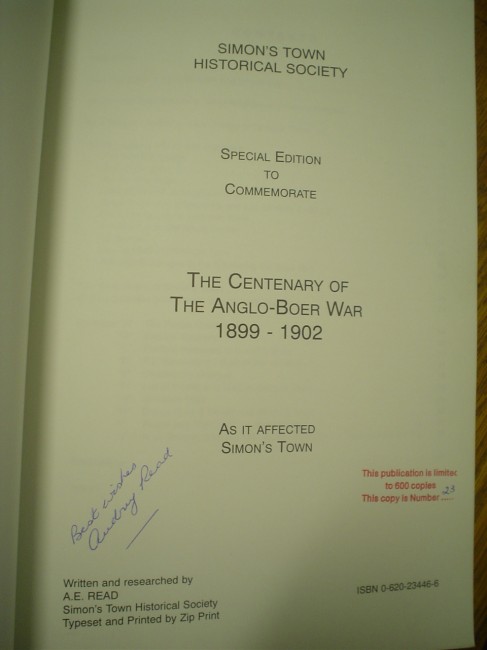 SIMON'S TOWN
HISTORICAL SOCIETY
SPECIAL EDITION
TO
COMMEMORATE
THE CENTENARY OF
THE ANGLO-BOER WAR
1899 - 1902
AS IT AFFECTED
SIMON'S TOWN
This publication is limited
to 600 copies
This copy is Number 23
Best wishes
Audrey Read
Written and researched by
A.E. READ
Simon's Town Historical Society
Typeset and Printed by Zip Print
ISBN 0-620-23446-6